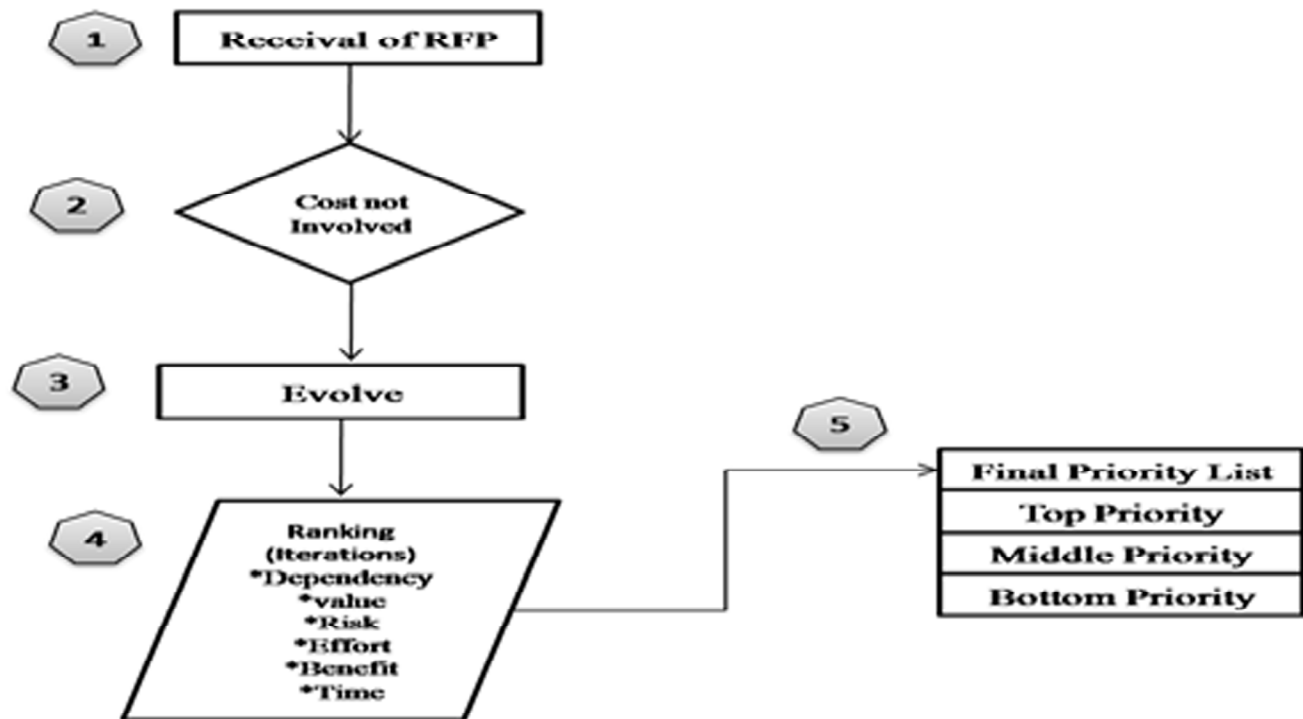 1
Receival of RFP
2
Cost not
Involved
3
Evolve
4
Ranking
(Iterations)
*Dependency
*value
*Risk
*Effort
*Benefit
*Time
5
Final Priority List
Top Priority
Middle Priority
Bottom Priority